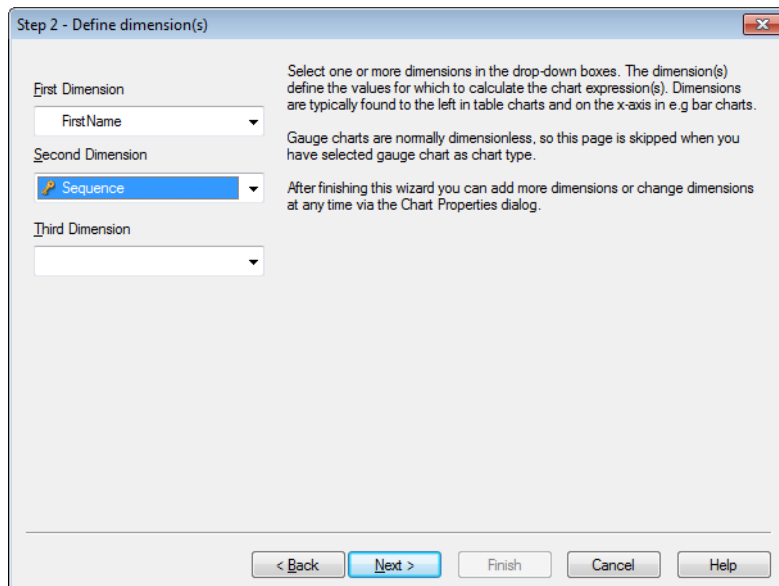 Step 2 - Define dimension(s)
First Dimension
FirstName
Second Dimension
Sequence
Third Dimension
Select one or more dimensions in the drop-down boxes. The dimension(s)
define the values for which to calculate the chart expression(s). Dimensions
are typically found to the left in table charts and on the x-axis in e.g bar charts.
Gauge charts are normally dimensionless, so this page is skipped when you
have selected gauge chart as chart type.
After finishing this wizard you can add more dimensions or change dimensions
at any time via the Chart Properties dialog.
< Back
Next >
Finish
Cancel
Help